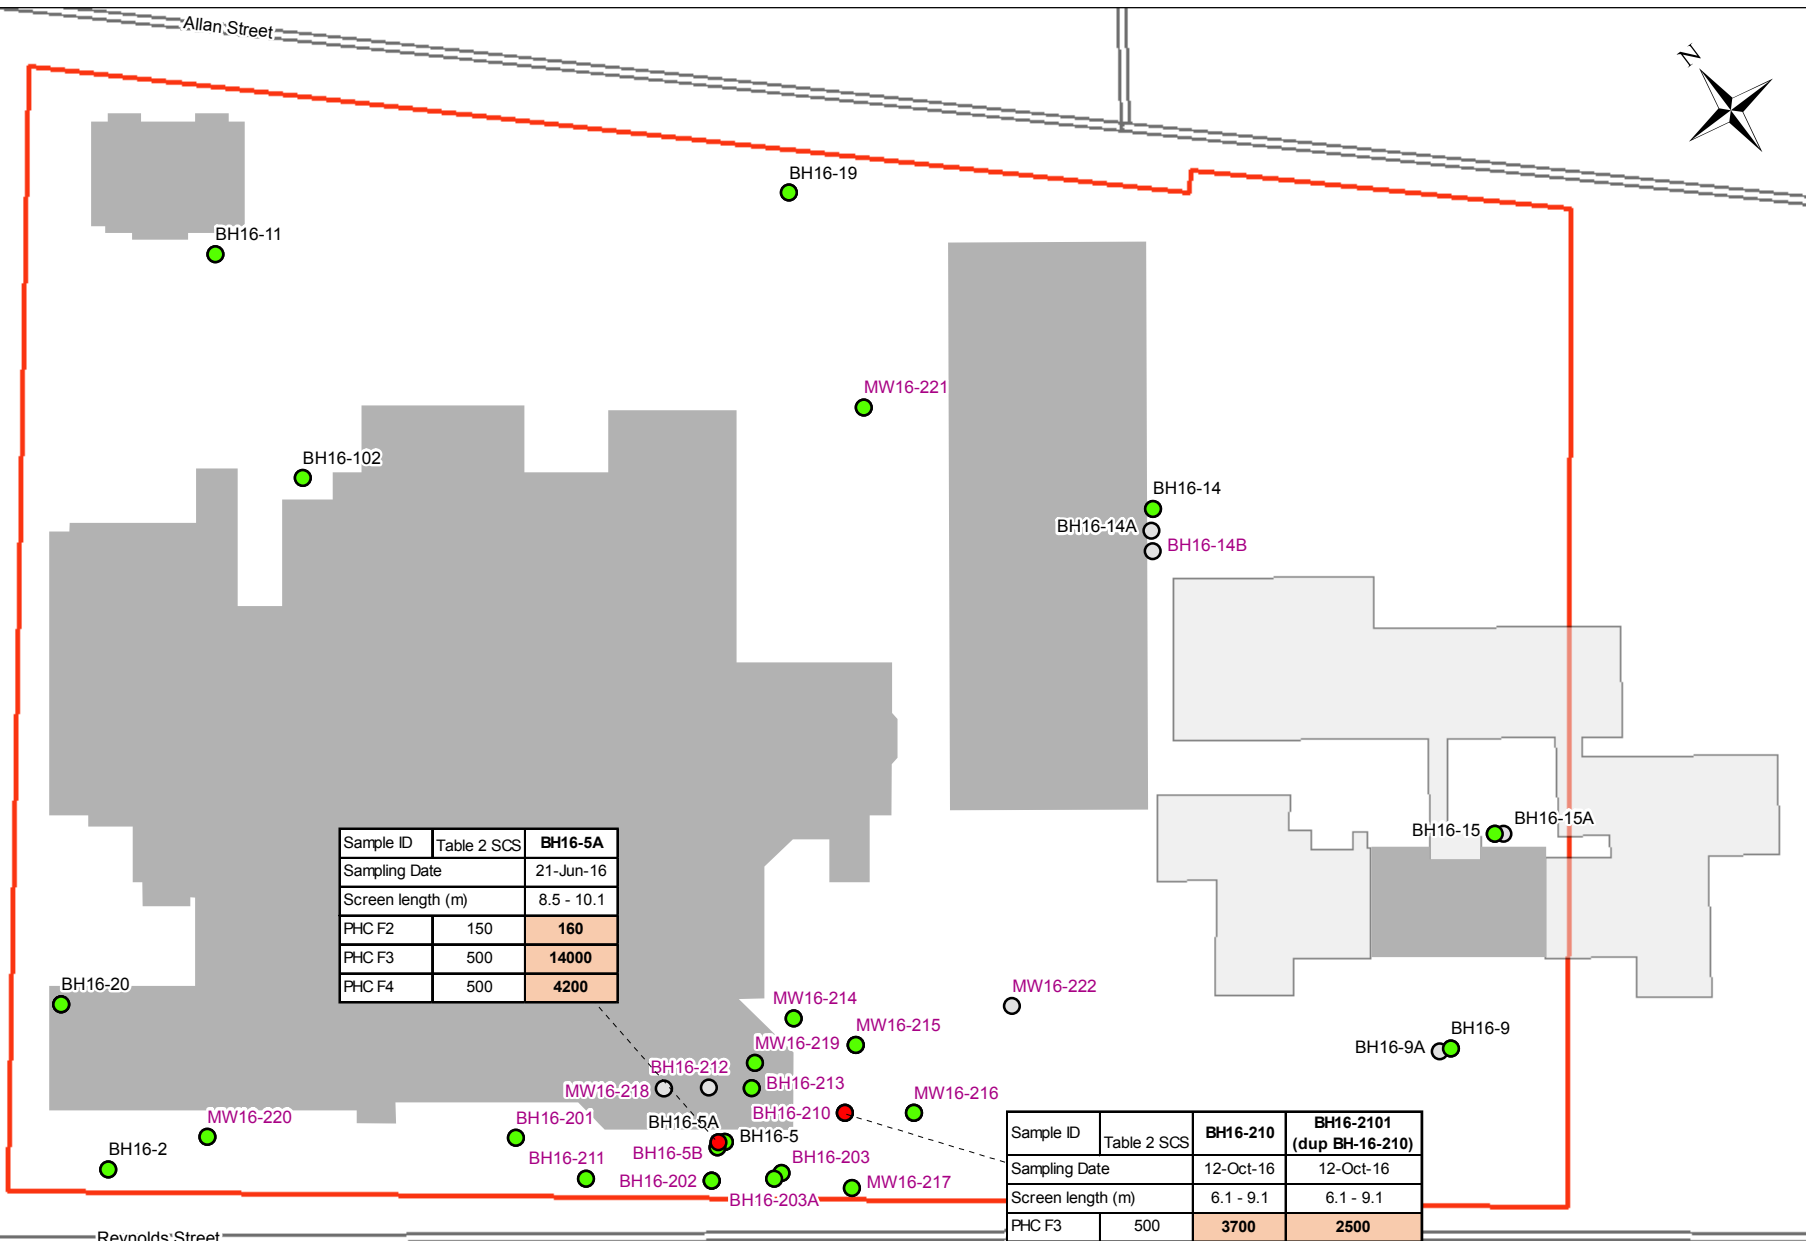 Allan Street
N
BH16-19
BH16-11
MW16-221
BH16-102
BH16-14
BH16-14A
BH16-14B
BH16-15A
BH16-15
Sample ID Table 2 SCS BH16-5A
Sampling Date 21-Jun-16
Screen length (m) 8.5 - 10.1
PHC F2 150 160
PHC F3 500 14000
PHC F4 500 4200
BH16-20
MW16-222
MW16-214
MW16-215
BH16-9
BH16-9A
MW16-219
BH16-212
MW16-218
BH16-213
MW16-216
BH16-210
MW16-220
BH16-201
BH16-5A
BH16-5
BH16-5B
BH16-2
BH16-211
BH16-203
BH16-202
MW16-217
BH16-203A
Sample ID Table 2 SCS BH16-210 BH16-2101
(dup BH-16-210)
Sampling Date 12-Oct-16 12-Oct-16
Screen length (m) 6.1 - 9.1 6.1 - 9.1
PHC F3 500 3700 2500
Reynolds Street